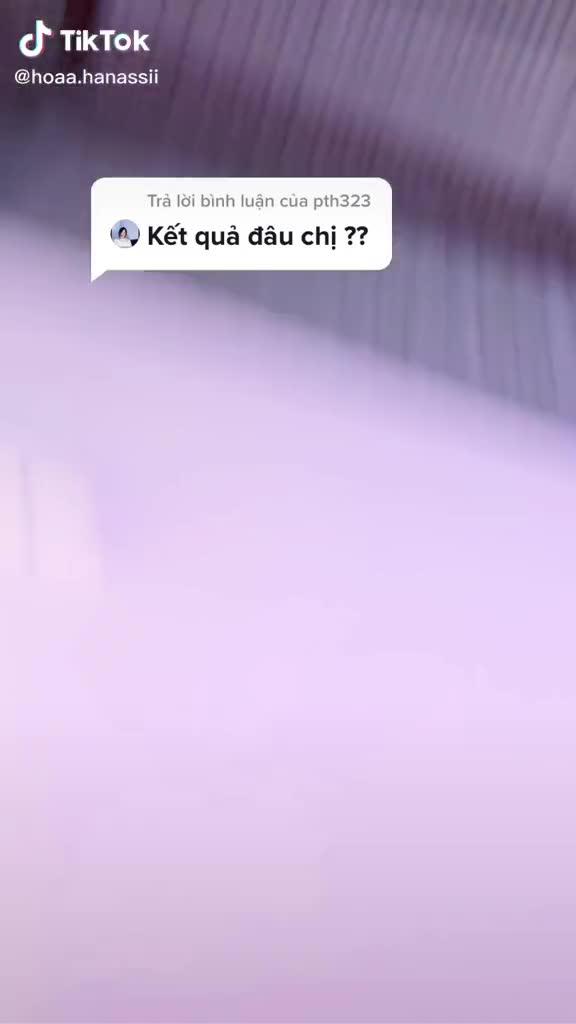 TikTok
@hoaa.hanassii
Trả lời bình luận của pth323
Kết quả đâu chị ??